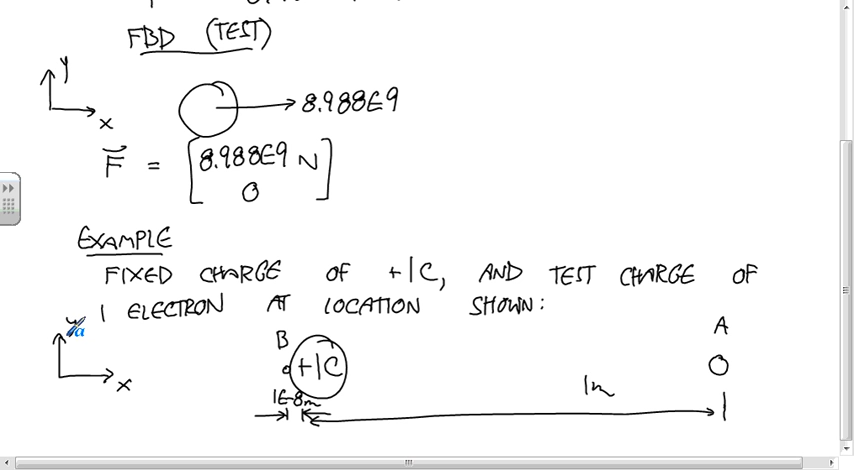 FBD (TEST)
Y
X
8.988E9
F = [8.988E9 N
0]
EXAMPLE
FIXED CHARGE OF +1C, AND TEST CHARGE OF
1 ELECTRON AT LOCATION SHOWN:
X
B
+1C
A
1E-8m
1m